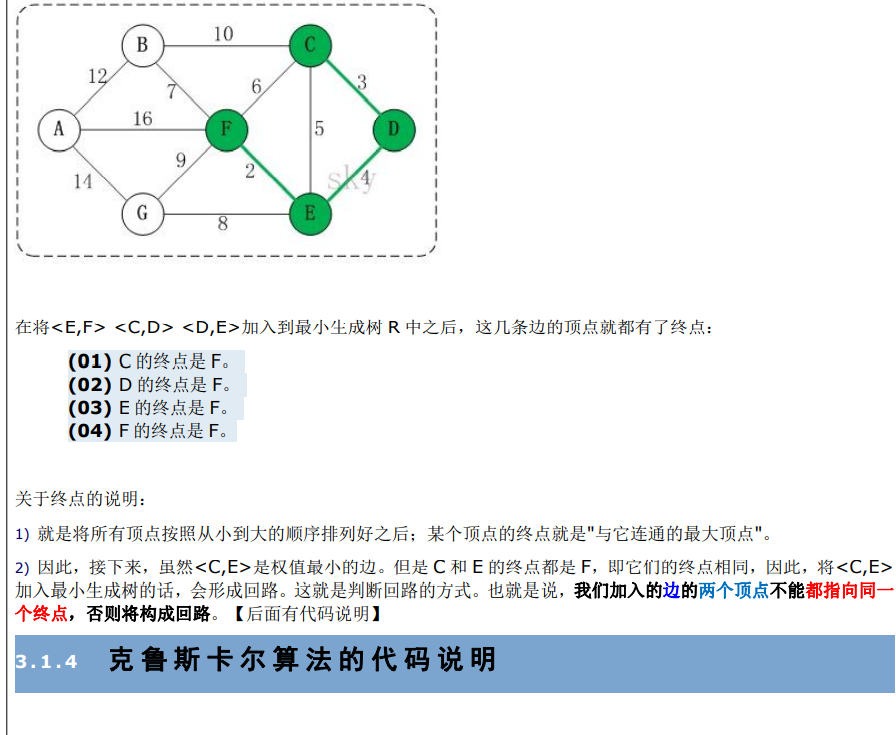 B 10 C
12 7 6 3
A 16 F 5 D
14 9 2 sky 4
G 8 E
在将<E,F> <C,D> <D,E>加入到最小生成树 R 中之后，这几条边的顶点就都有了终点：
(01) C 的终点是 F。
(02) D 的终点是 F。
(03) E 的终点是 F。
(04) F 的终点是 F。
关于终点的说明：
1) 就是将所有顶点按照从小到大的顺序排列好之后；某个顶点的终点就是"与它连通的最大顶点"。
2) 因此，接下来，虽然<C,E>是权值最小的边。但是 C 和 E 的终点都是 F，即它们的终点相同，因此，将<C,E>
加入最小生成树的话，会形成回路。这就是判断回路的方式。也就是说，我们加入的边的两个顶点不能都指向同一
个终点，否则将构成回路。【后面有代码说明】
3.1.4 克鲁斯卡尔算法的代码说明